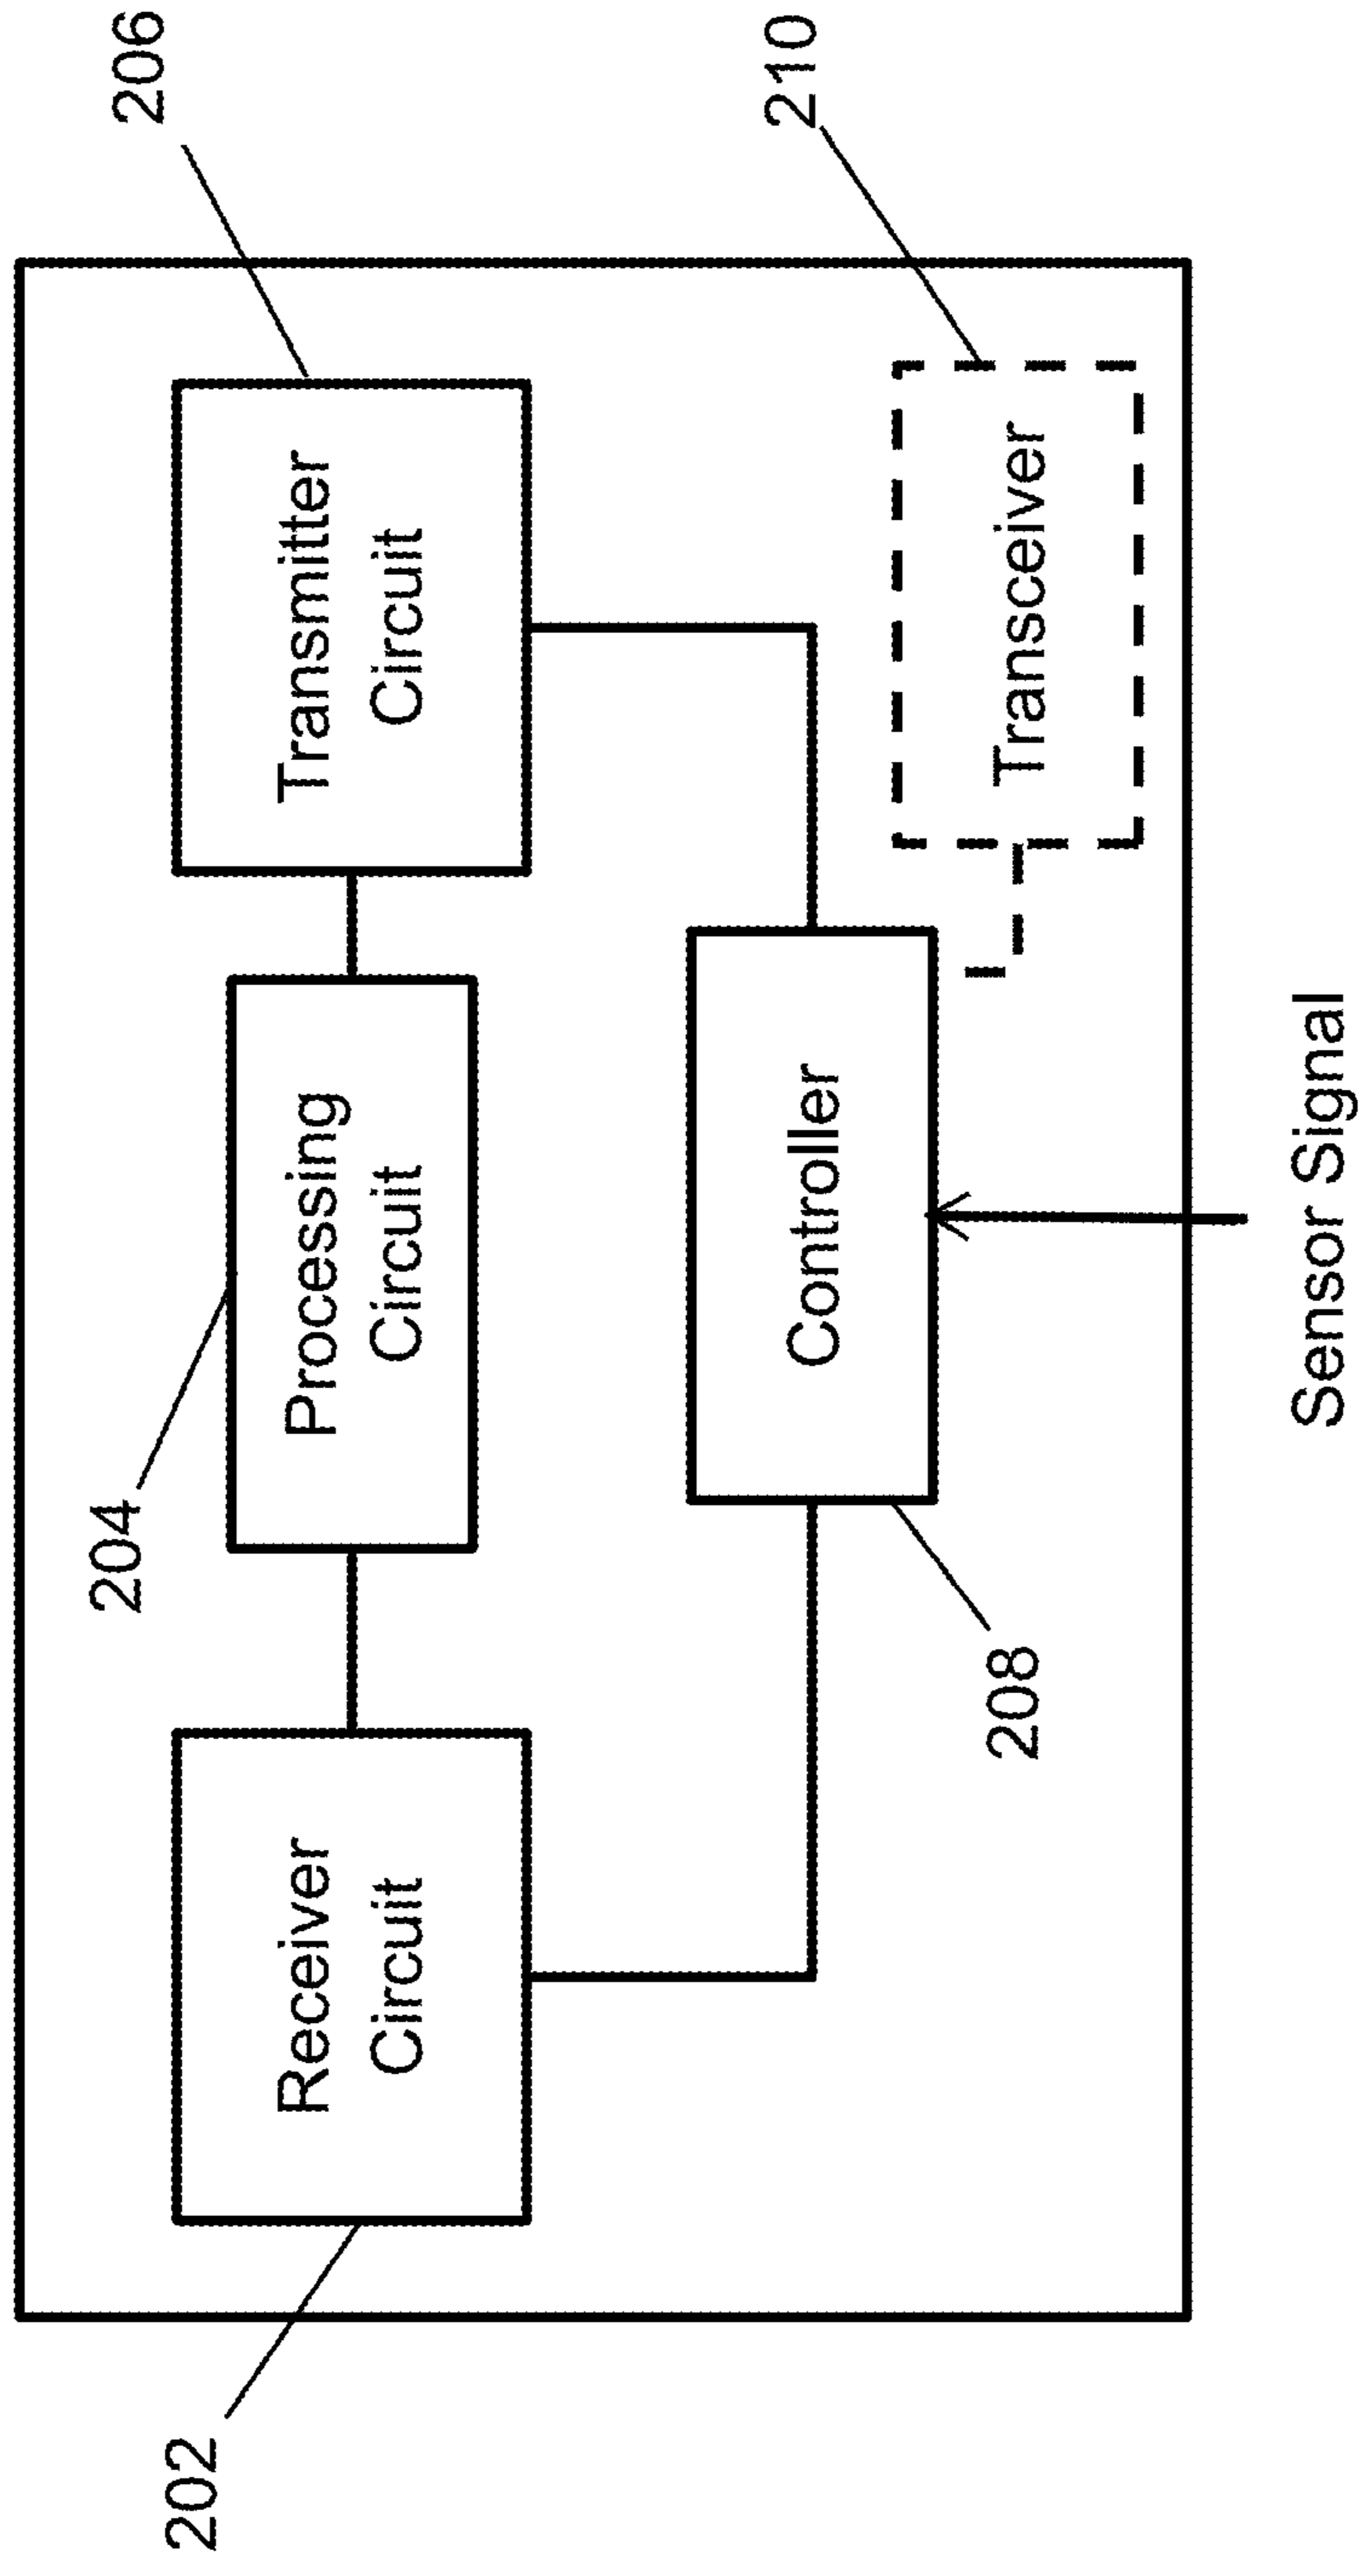 204
206
Receiver
Circuit
Processing
Circuit
Transmitter
Circuit
202
Controller
208
210
Transceiver
Sensor Signal